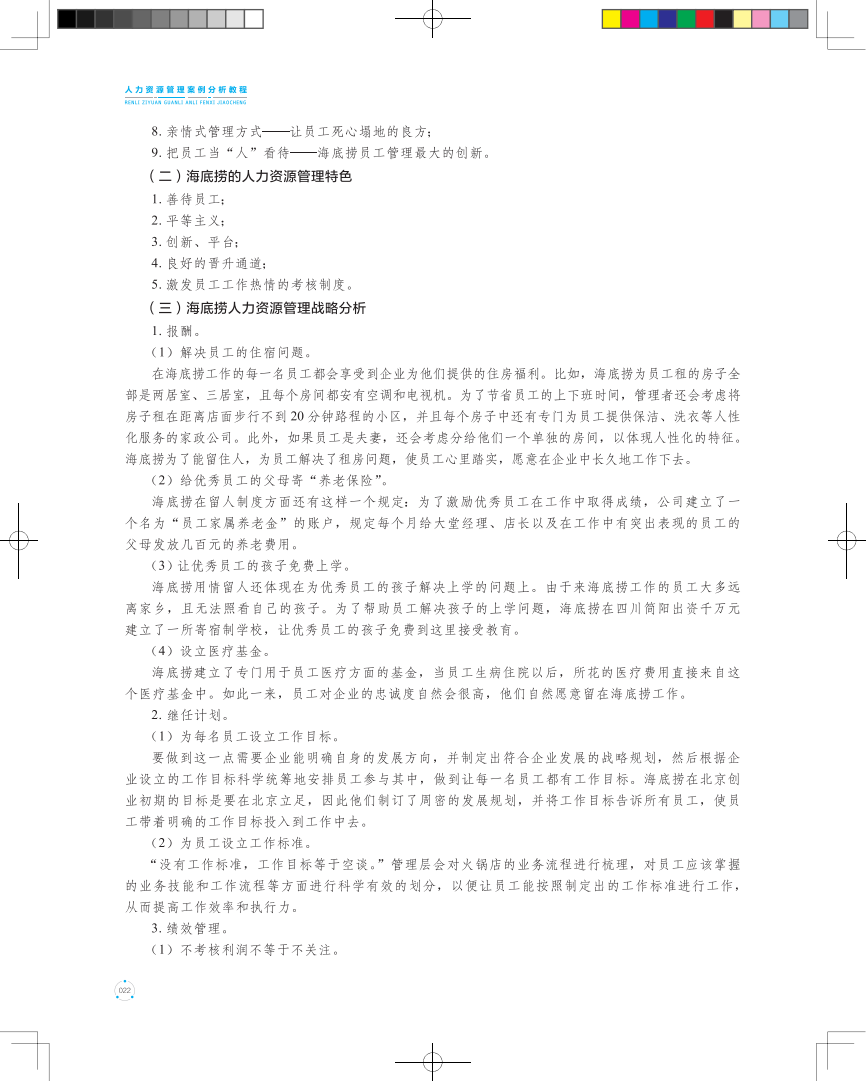 人力资源管理案例分析教程
RENLI ZIYUAN GUANLI ANLI FENXI JIAOCHENG
8. 亲情式管理方式——让员工死心塌地的良方；
9. 把员工当“人”看待——海底捞员工管理最大的创新。
（二）海底捞的人力资源管理特色
1. 善待员工；
2. 平等主义；
3. 创新、平台；
4. 良好的晋升通道；
5. 激发员工工作热情的考核制度。
（三）海底捞人力资源管理战略分析
1. 报酬。
（1）解决员工的住宿问题。
在海底捞工作的每一名员工都会享受到企业为他们提供的住房福利。比如，海底捞为员工租的房子全
部是两居室、三居室，且每个房间都安有空调和电视机。为了节省员工的上下班时间，管理者还会考虑将
房子租在距离店面步行不到 20 分钟路程的小区，并且每个房子中还有专门为员工提供保洁、洗衣等人性
化服务的家政公司。此外，如果员工是夫妻，还会考虑分给他们一个单独的房间，以体现人性化的特征。
海底捞为了能留住人，为员工解决了租房问题，使员工心里踏实，愿意在企业中长久地工作下去。
（2）给优秀员工的父母寄“养老保险”。
海底捞在留人制度方面还有这样一个规定：为了激励优秀员工在工作中取得成绩，公司建立了一
个名为“员工家属养老金”的账户，规定每个月给大堂经理、店长以及在工作中有突出表现的员工的
父母发放几百元的养老费用。
（3）让优秀员工的孩子免费上学。
海底捞用情留人还体现在为优秀员工的孩子解决上学的问题上。由于来海底捞工作的员工大多远
离家乡，且无法照看自己的孩子。为了帮助员工解决孩子的上学问题，海底捞在四川简阳出资千万元
建立了一所寄宿制学校，让优秀员工的孩子免费到这里接受教育。
（4）设立医疗基金。
海底捞建立了专门用于员工医疗方面的基金，当员工生病住院以后，所花的医疗费用直接来自这
个医疗基金中。如此一来，员工对企业的忠诚度自然会很高，他们自然愿意留在海底捞工作。
2. 继任计划。
（1）为每名员工设立工作目标。
要做到这一点需要企业能明确自身的发展方向，并制定出符合企业发展的战略规划，然后根据企
业设立的工作目标科学统筹地安排员工参与其中，做到让每一名员工都有工作目标。海底捞在北京创
业初期的目标是要在北京立足，因此他们制订了周密的发展规划，并将工作目标告诉所有员工，使员
工带着明确的工作目标投入到工作中去。
（2）为员工设立工作标准。
“没有工作标准，工作目标等于空谈。”管理层会对火锅店的业务流程进行梳理，对员工应该掌握
的业务技能和工作流程等方面进行科学有效的划分，以便让员工能按照制定出的工作标准进行工作，
从而提高工作效率和执行力。
3. 绩效管理。
（1）不考核利润不等于不关注。
022